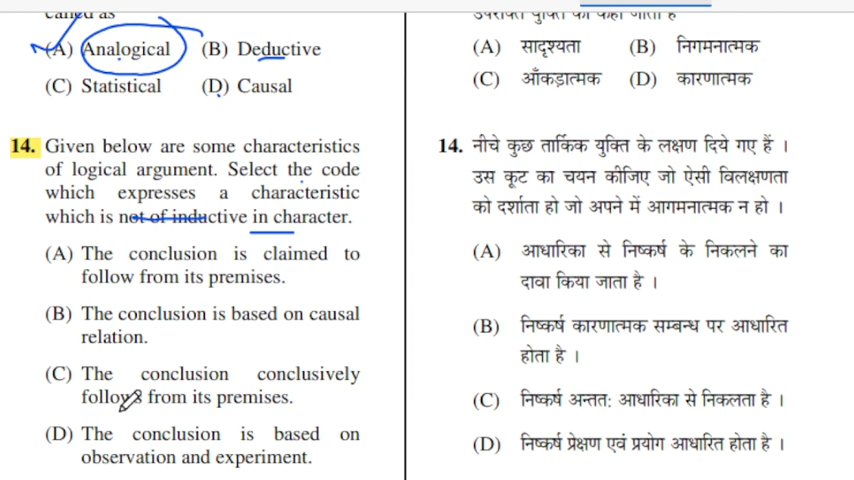 called as
(A) Analogical (B) Deductive
(C) Statistical (D) Causal
14. Given below are some characteristics
of logical argument. Select the code
which expresses a characteristic
which is not of inductive in character.
(A) The conclusion is claimed to
follow from its premises.
(B) The conclusion is based on causal
relation.
(C) The conclusion conclusively
follows from its premises.
(D) The conclusion is based on
observation and experiment.
उपरोक्त युक्ति को कहा जाता है
(A) सादृश्यता (B) निगमनात्मक
(C) आँकड़ात्मक (D) कारणात्मक
14. नीचे कुछ तार्किक युक्ति के लक्षण दिये गए हैं ।
उस कूट का चयन कीजिए जो ऐसी विलक्षणता
को दर्शाता हो जो अपने में आगमनात्मक न हो ।
(A) आधारिका से निष्कर्ष के निकलने का
दावा किया जाता है ।
(B) निष्कर्ष कारणात्मक सम्बन्ध पर आधारित
होता है ।
(C) निष्कर्ष अन्तत: आधारिका से निकलता है ।
(D) निष्कर्ष प्रेक्षण एवं प्रयोग आधारित होता है ।